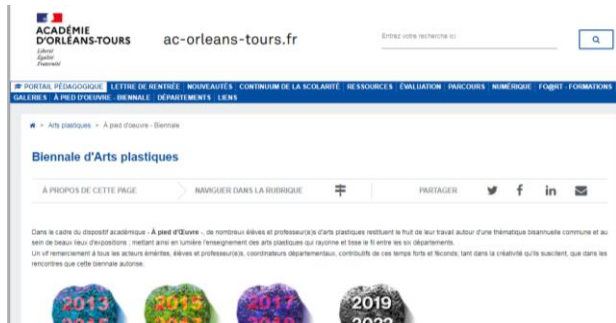 ACADÉMIE
D'ORLÉANS-TOURS
Liberté
Égalité
Fraternité
ac-orleans-tours.fr
Entrez votre recherche ici
PORTAIL PÉDAGOGIQUE LETTRE DE RENTRÉE NOUVEAUTÉS CONTINUUM DE LA SCOLARITÉ RESSOURCES ÉVALUATION PARCOURS NUMÉRIQUE FO@RT - FORMATIONS
GALERIES À PIED D'OEUVRE - BIENNALE DÉPARTEMENTS LIENS
> Arts plastiques > À pied d'oeuvre - Biennale
Biennale d'Arts plastiques
À PROPOS DE CETTE PAGE NAVIGUER DANS LA RUBRIQUE PARTAGER
Dans le cadre du dispositif académique - À pied d'Œuvre -, de nombreux élèves et professeur(e)s d'arts plastiques restituent le fruit de leur travail autour d'une thématique bisannuelle commune et au
sein de beaux lieux d'expositions ; mettant ainsi en lumière l'enseignement des arts plastiques qui rayonne et tisse le fil entre les six départements.
Un vif remerciement à tous les acteurs émérites, élèves et professeur(e)s, coordinateurs départementaux, contributifs de ces temps forts et féconds, tant dans la créativité qu'ils suscitent, que dans les
rencontres que cette biennale autorise.
2013 2015 2017 2019
2015 2017 2019 2022